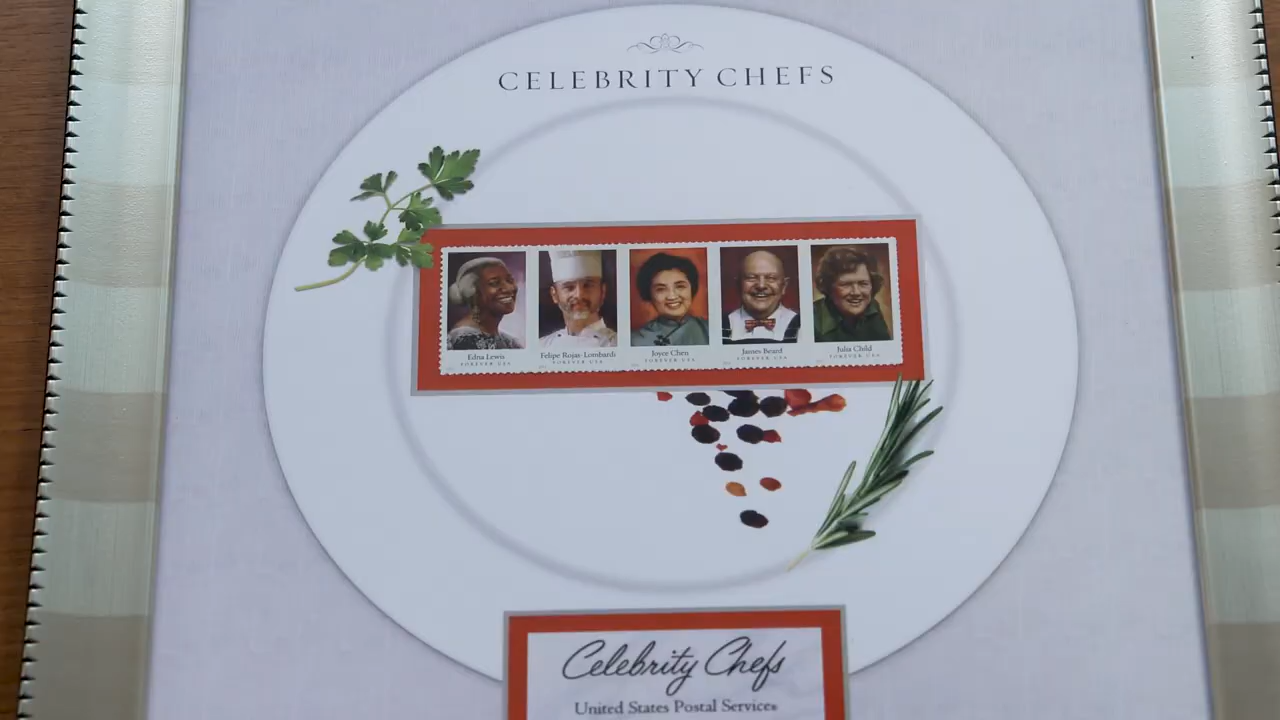 CELEBRITY CHEFS
Edna Lewis
FOREVER USA
Felipe Rojas-Lombardi
FOREVER USA
Joyce Chen
FOREVER USA
James Beard
FOREVER USA
Julia Child
FOREVER USA
Celebrity Chefs
United States Postal Service®